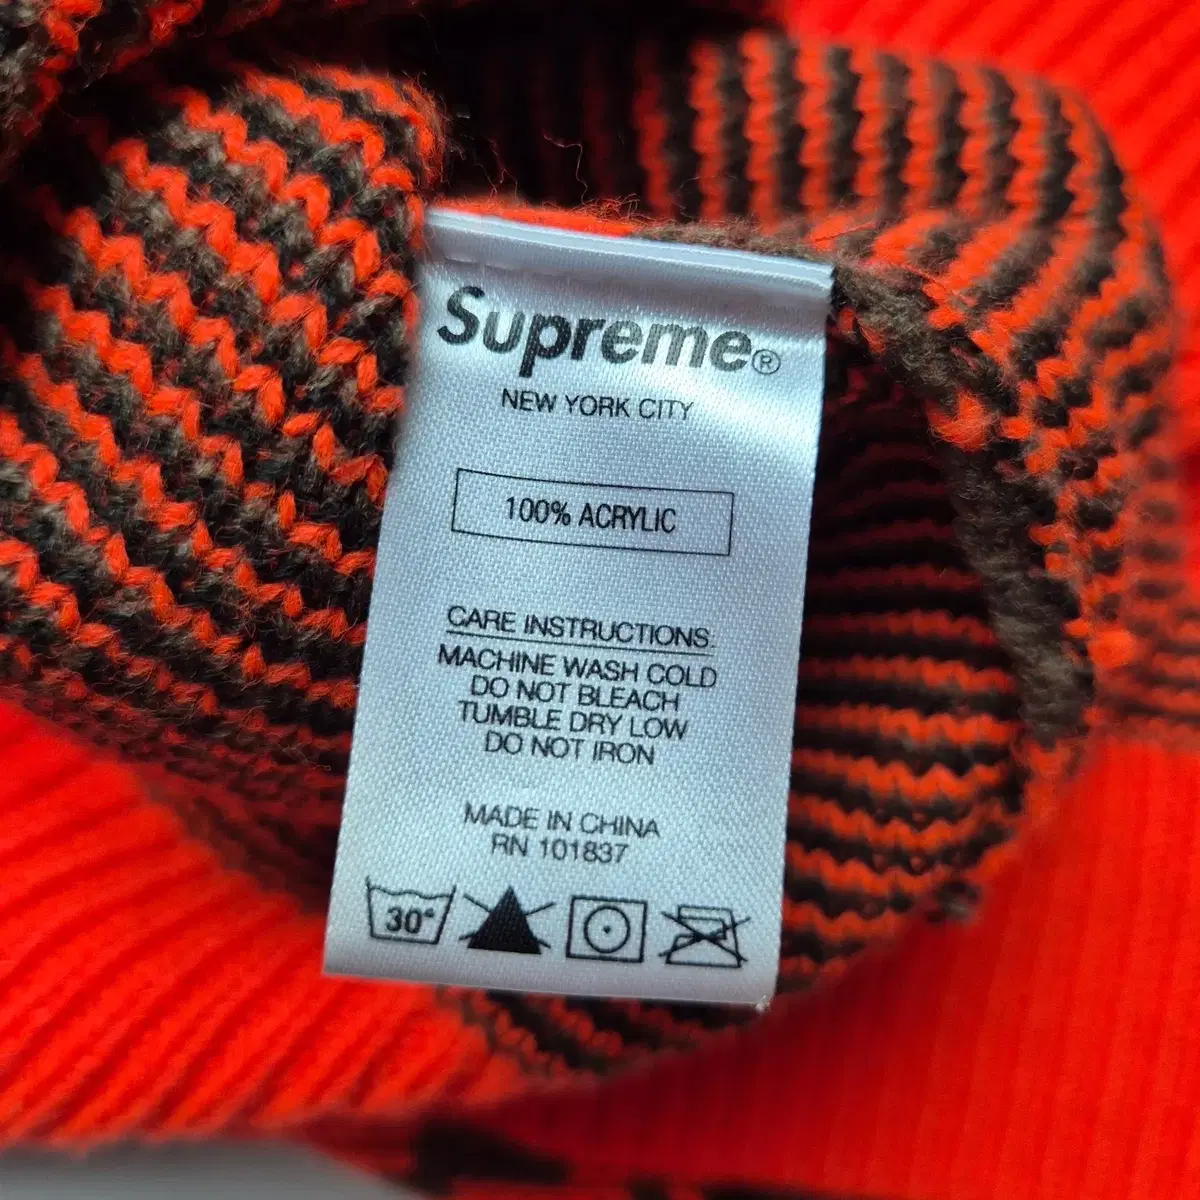 Supreme®
NEW YORK CITY
100% ACRYLIC
CARE INSTRUCTIONS:
MACHINE WASH COLD
DO NOT BLEACH
TUMBLE DRY LOW
DO NOT IRON
MADE IN CHINA
RN 101837
30°